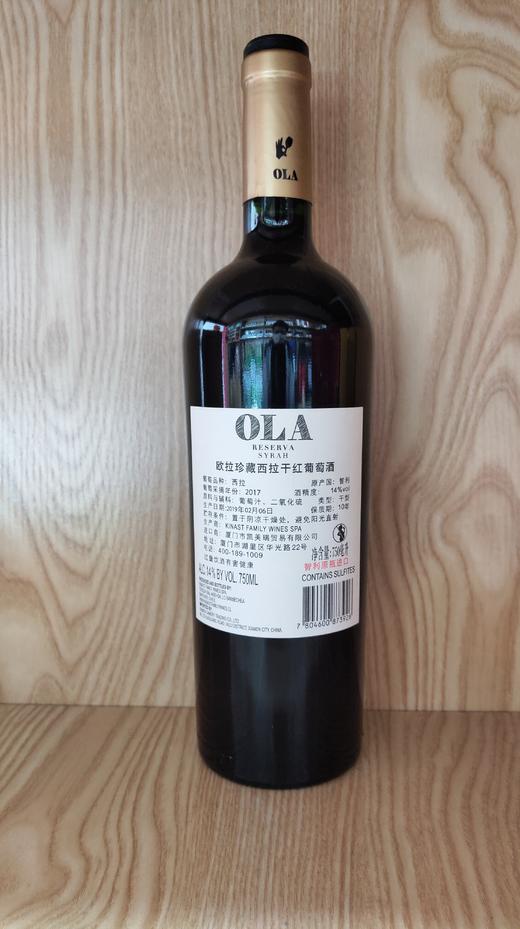 OLA
OLA
RESERVA
SYRAH
欧拉珍藏西拉干红葡萄酒
葡萄品种：西拉 原产国：智利
葡萄采摘年份：2017 酒精度：14%vol
原料与辅料：葡萄汁、二氧化硫 类型：干型
生产日期：2019年02月06日 保质期：10年
贮存条件：置于阴凉干燥处，避免阳光直射
生产商：KINAST FAMILY WINES SPA
进口商：厦门市凯美瑞贸易有限公司
地址：厦门市湖里区华光路22号
电话：400-189-1009 净含量：750毫升
过量饮酒有害健康 智利原瓶进口
ALC. 14% BY VOL. 750ML CONTAINS SULFITES
7 804600 873928